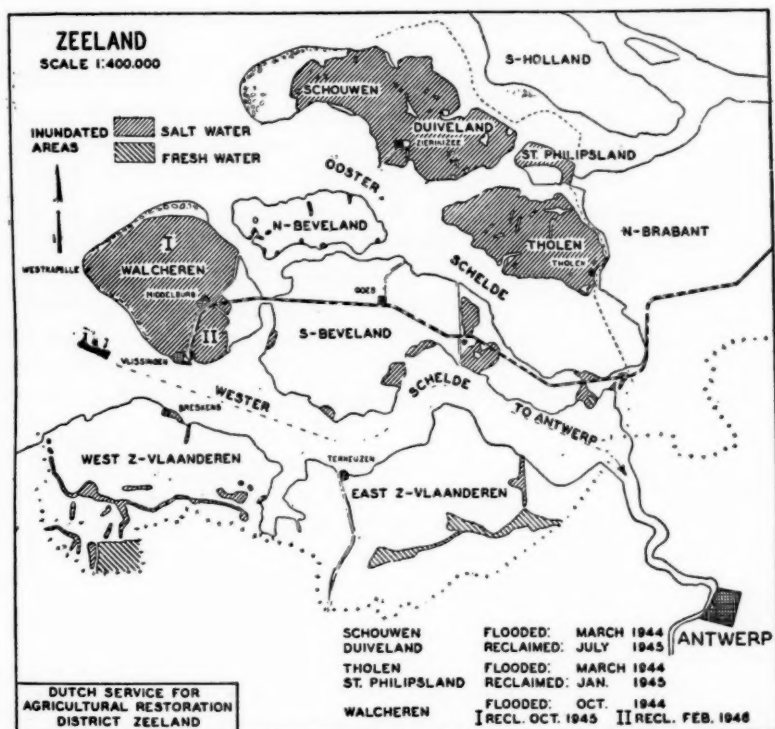 ZEELAND
SCALE 1:400.000
INUNDATED
AREAS
SALT WATER
FRESH WATER
S-HOLLAND
SCHOUWEN
DUIVELAND
ZIERIKZEE
ST. PHILIPSLAND
OOSTER
N-BEVELAND
N-BRABANT
THOLEN
THOLEN
SCHELDE
I
WALCHEREN
WESTKAPELLE
MIDDELBURG
GOES
II
S-BEVELAND
VLISSINGEN
WESTER
SCHELDE
BRESKENS
TO ANTWERP
WEST Z-VLAANDEREN
TERNEUZEN
EAST Z-VLAANDEREN
ANTWERP
SCHOUWEN FLOODED: MARCH 1944
DUIVELAND RECLAIMED: JULY 1945
THOLEN FLOODED: MARCH 1944
ST. PHILIPSLAND RECLAIMED: JAN. 1945
WALCHEREN FLOODED: OCT. 1944
I RECL. OCT. 1945 II RECL. FEB. 1946
DUTCH SERVICE FOR
AGRICULTURAL RESTORATION
DISTRICT ZEELAND